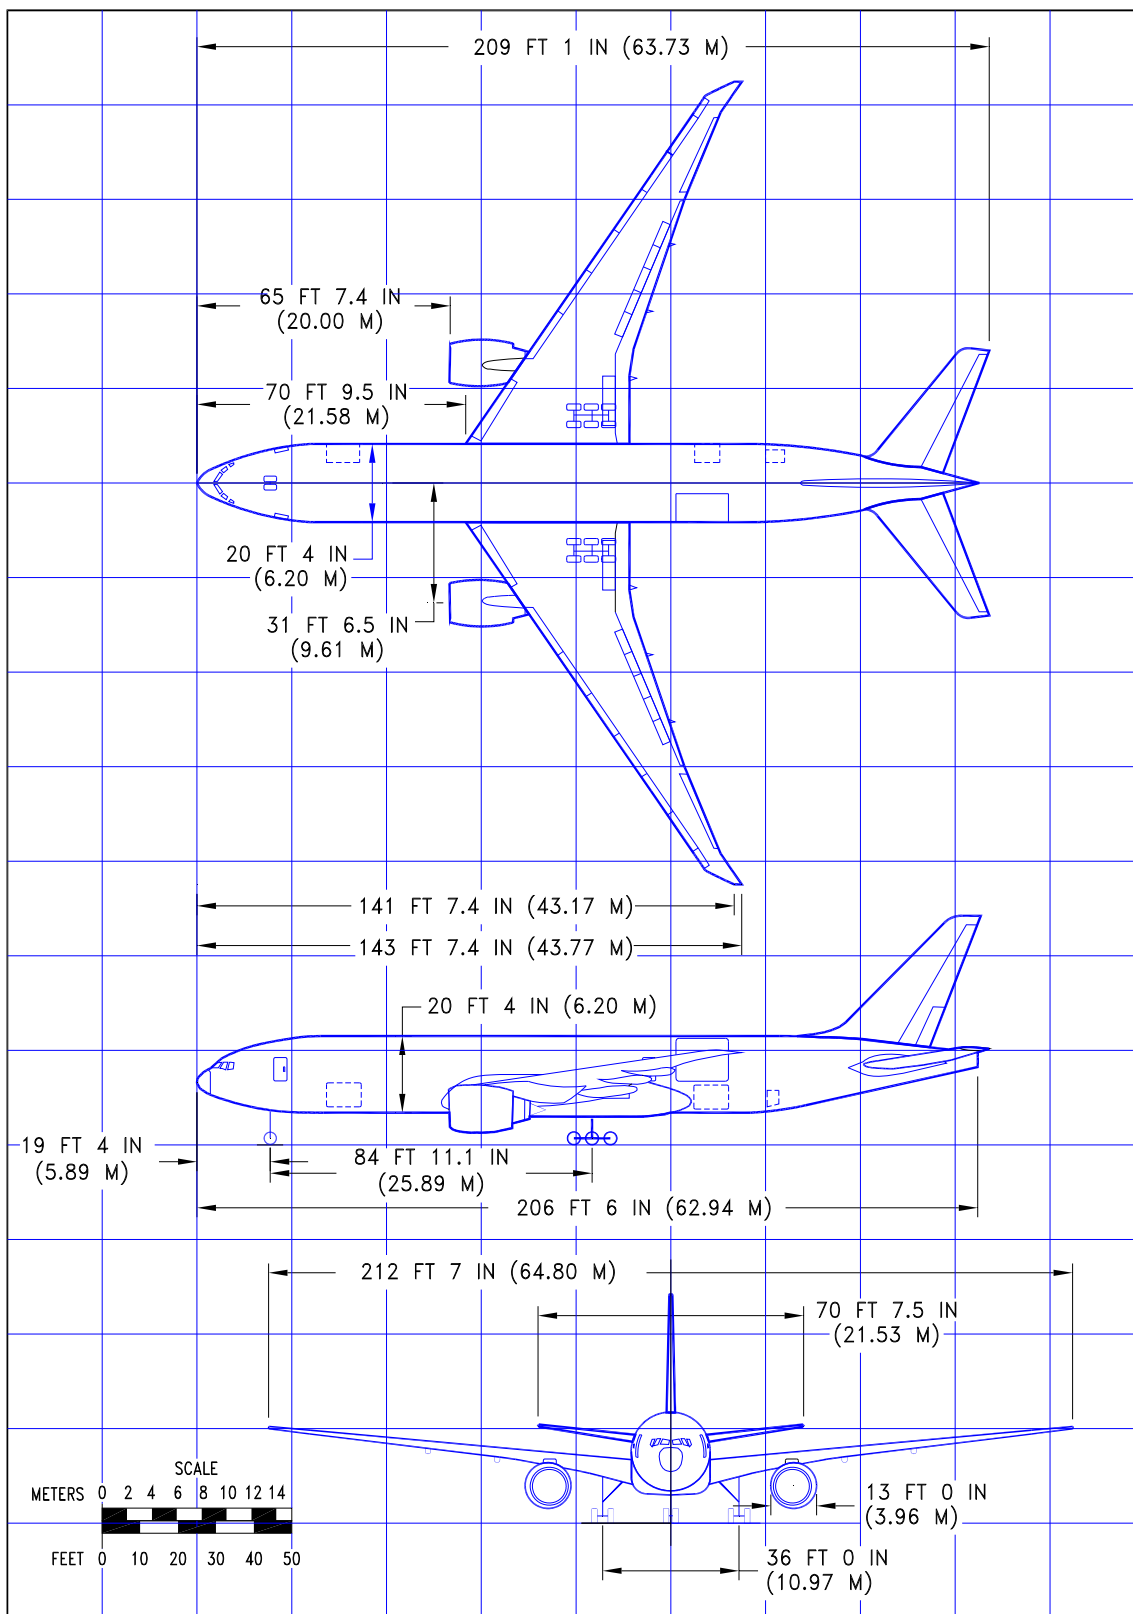 209 FT 1 IN (63.73 M)
65 FT 7.4 IN
(20.00 M)
70 FT 9.5 IN
(21.58 M)
20 FT 4 IN
(6.20 M)
31 FT 6.5 IN
(9.61 M)
141 FT 7.4 IN (43.17 M)
143 FT 7.4 IN (43.77 M)
20 FT 4 IN (6.20 M)
19 FT 4 IN
(5.89 M)
84 FT 11.1 IN
(25.89 M)
206 FT 6 IN (62.94 M)
212 FT 7 IN (64.80 M)
70 FT 7.5 IN
(21.53 M)
SCALE
METERS 0 2 4 6 8 10 12 14
FEET 0 10 20 30 40 50
13 FT 0 IN
(3.96 M)
36 FT 0 IN
(10.97 M)